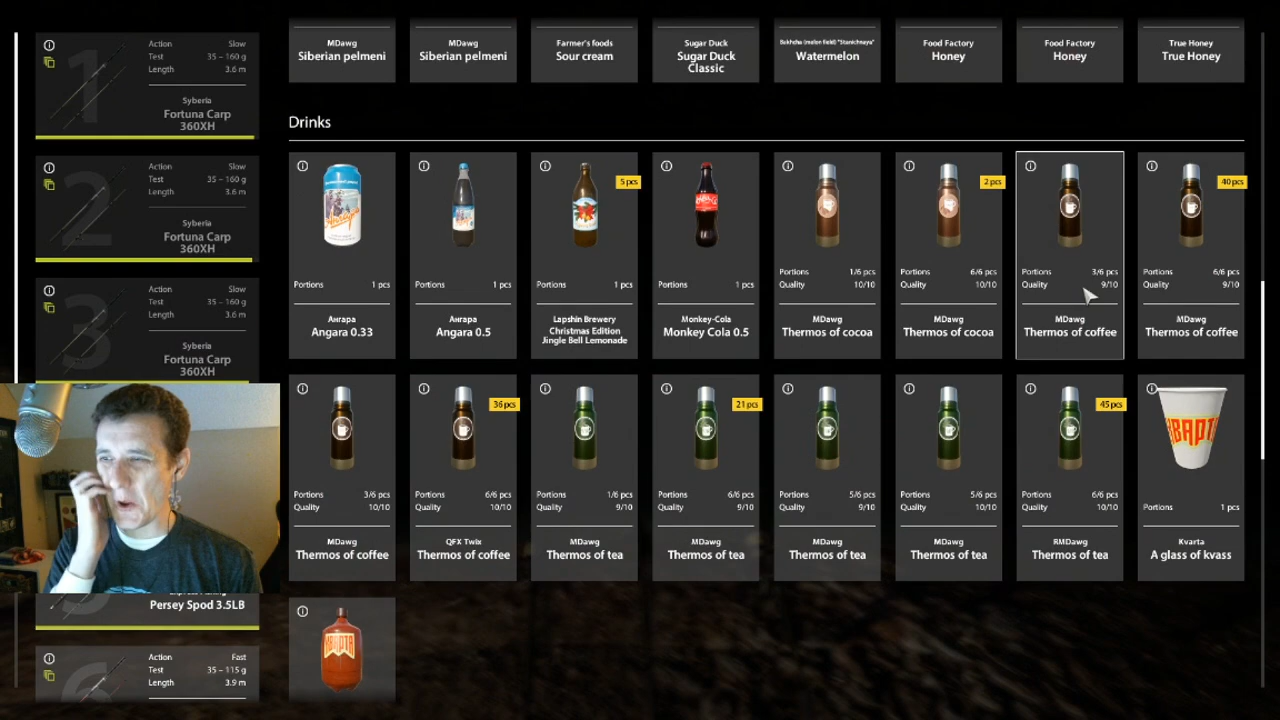 1
Action Slow
Test 35 – 160 g
Length 3.6 m
Syberia
Fortuna Carp
360XH
2
Action Slow
Test 35 – 160 g
Length 3.6 m
Syberia
Fortuna Carp
360XH
3
Action Slow
Test 35 – 160 g
Length 3.6 m
Syberia
Fortuna Carp
360XH
Persey Spod 3.5LB
6
Action Fast
Test 35 – 115 g
Length 3.9 m
MDawg
Siberian pelmeni
MDawg
Siberian pelmeni
Farmer's foods
Sour cream
Sugar Duck
Sugar Duck
Classic
Bakhcha (melon field) "Stanichnaya"
Watermelon
Food Factory
Honey
Food Factory
Honey
True Honey
True Honey
Drinks
Portions 1 pcs
Ангара
Angara 0.33
Portions 1 pcs
Ангара
Angara 0.5
5 pcs
Portions 1 pcs
Lapshin Brewery
Christmas Edition
Jingle Bell Lemonade
Portions 1 pcs
Monkey-Cola
Monkey Cola 0.5
Portions 1/6 pcs
Quality 10/10
MDawg
Thermos of cocoa
2 pcs
Portions 6/6 pcs
Quality 10/10
MDawg
Thermos of cocoa
Portions 3/6 pcs
Quality 9/10
MDawg
Thermos of coffee
40 pcs
Portions 6/6 pcs
Quality 9/10
MDawg
Thermos of coffee
Portions 3/6 pcs
Quality 10/10
MDawg
Thermos of coffee
36 pcs
Portions 6/6 pcs
Quality 10/10
QFX Twix
Thermos of coffee
Portions 1/6 pcs
Quality 9/10
MDawg
Thermos of tea
21 pcs
Portions 6/6 pcs
Quality 9/10
MDawg
Thermos of tea
Portions 5/6 pcs
Quality 9/10
MDawg
Thermos of tea
Portions 5/6 pcs
Quality 10/10
MDawg
Thermos of tea
45 pcs
Portions 6/6 pcs
Quality 10/10
RMDawg
Thermos of tea
Portions 1 pcs
Kvarta
A glass of kvass